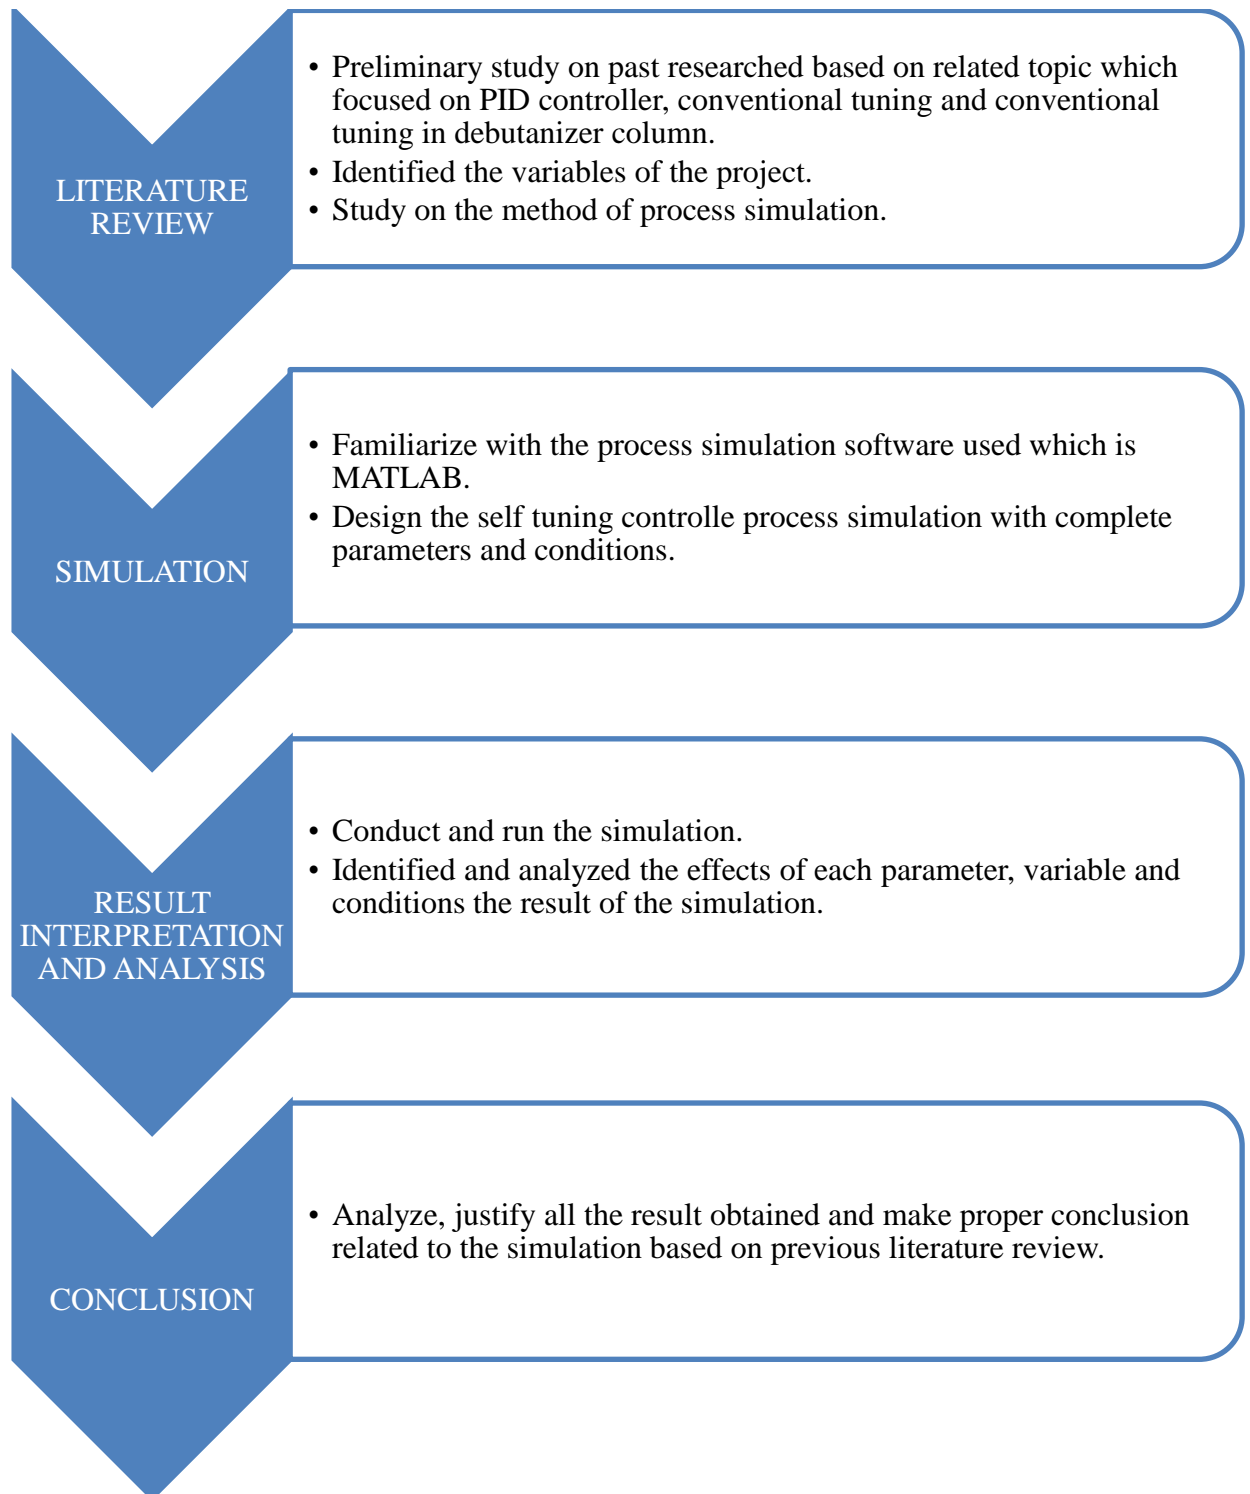 LITERATURE
REVIEW
• Preliminary study on past researched based on related topic which
focused on PID controller, conventional tuning and conventional
tuning in debutanizer column.
• Identified the variables of the project.
• Study on the method of process simulation.
SIMULATION
• Familiarize with the process simulation software used which is
MATLAB.
• Design the self tuning controlle process simulation with complete
parameters and conditions.
RESULT
INTERPRETATION
AND ANALYSIS
• Conduct and run the simulation.
• Identified and analyzed the effects of each parameter, variable and
conditions the result of the simulation.
CONCLUSION
• Analyze, justify all the result obtained and make proper conclusion
related to the simulation based on previous literature review.